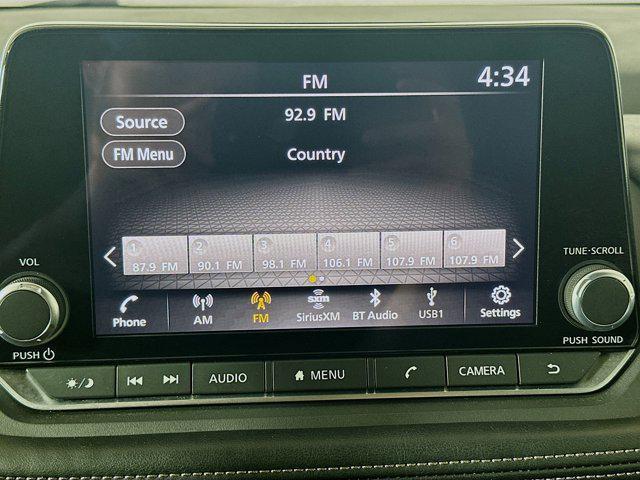 FM
4:34
Source
92.9 FM
FM Menu
Country
1
2
3
4
5
6
87.9 FM
90.1 FM
98.1 FM
106.1 FM
107.9 FM
107.9 FM
Phone
AM
FM
sxm
SiriusXM
BT Audio
USB1
Settings
VOL
PUSH
TUNE·SCROLL
PUSH SOUND
AUDIO
MENU
CAMERA